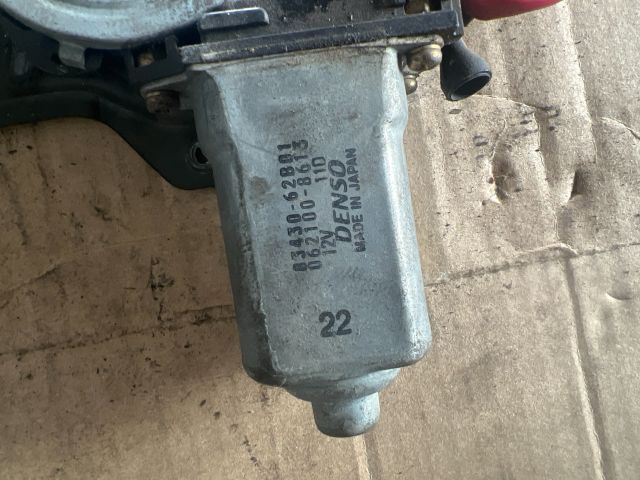 83430-62B01
062100-8613
12V 11D
DENSO
MADE IN JAPAN
22